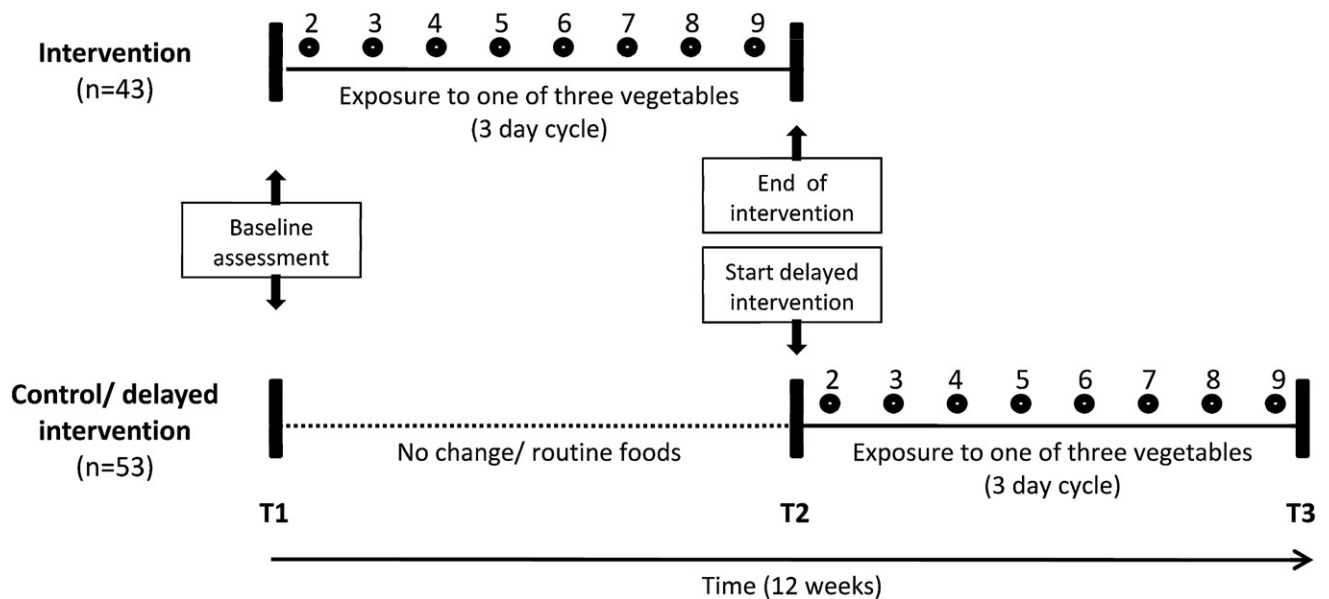 2 3 4 5 6 7 8 9
Intervention
(n=43)
Exposure to one of three vegetables
(3 day cycle)
Baseline
assessment
End of
intervention
Start delayed
intervention
2 3 4 5 6 7 8 9
Control/ delayed
intervention
(n=53)
No change/ routine foods
Exposure to one of three vegetables
(3 day cycle)
T1 T2 T3
Time (12 weeks)